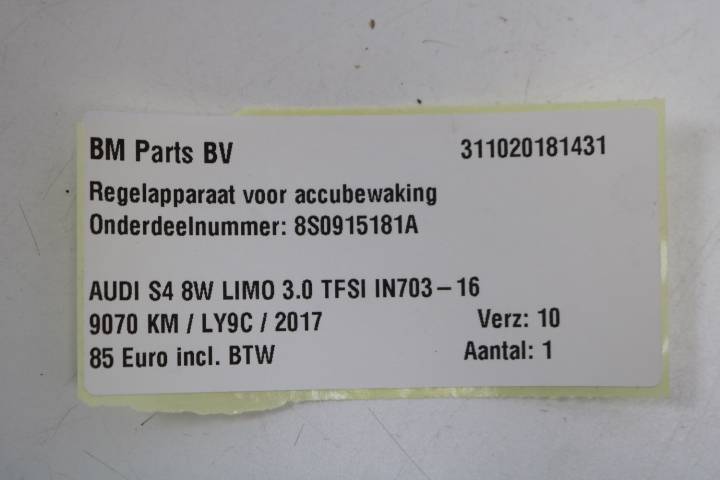 BM Parts BV 311020181431
Regelapparaat voor accubewaking
Onderdeelnummer: 8S0915181A
AUDI S4 8W LIMO 3.0 TFSI IN703-16
9070 KM / LY9C / 2017 Verz: 10
85 Euro incl. BTW Aantal: 1